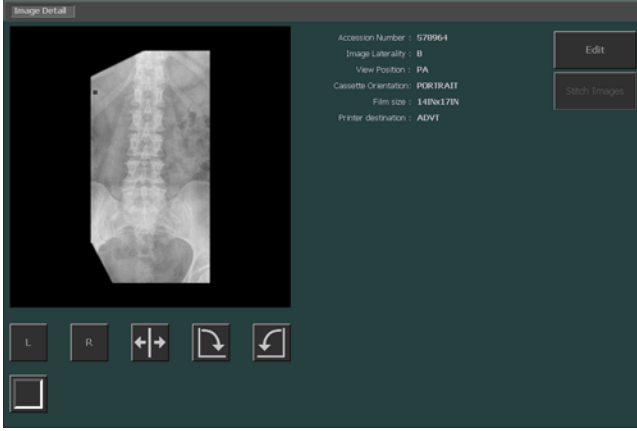 Image Detail
Accession Number : 578964
Image Laterality : B
View Position : PA
Cassette Orientation: PORTRAIT
Film size : 14INx17IN
Printer destination : ADVT
Edit
Stitch Images
L
R